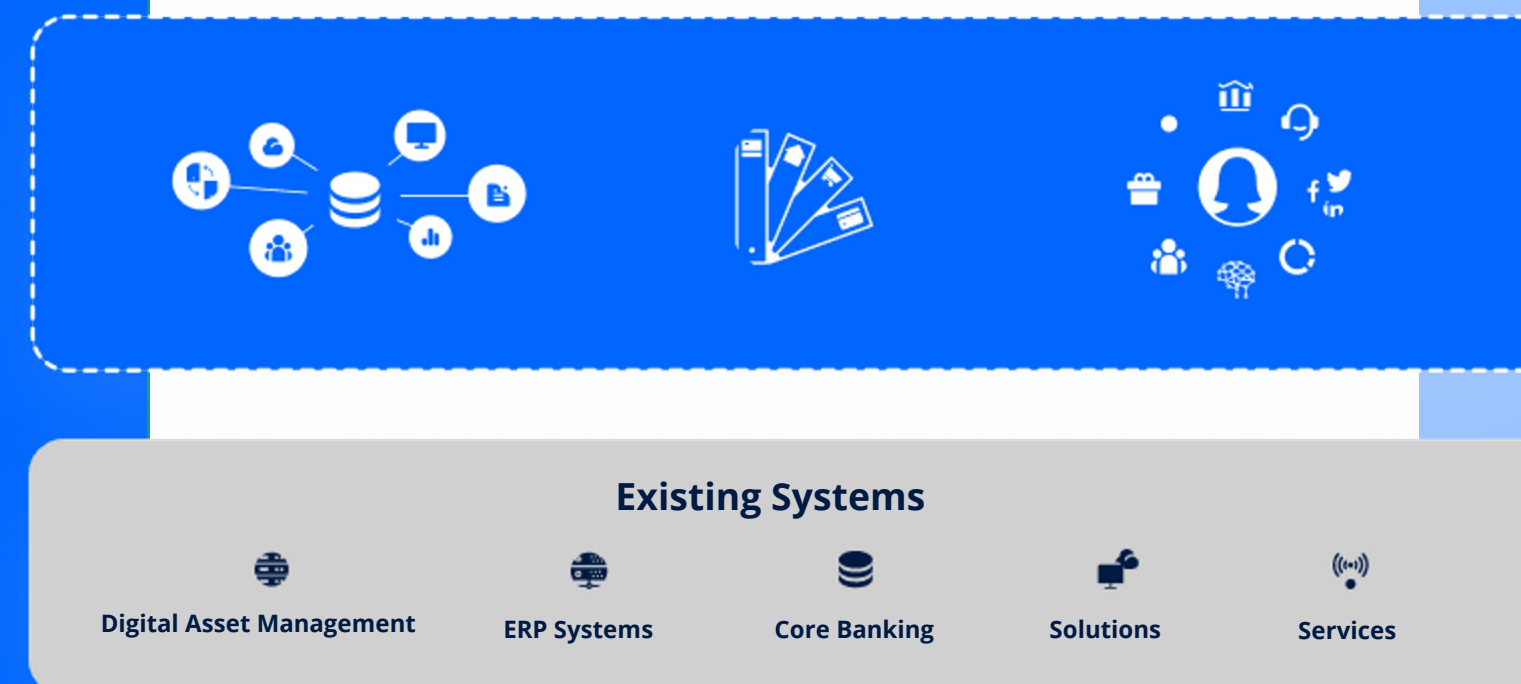 Existing Systems
Digital Asset Management
ERP Systems
Core Banking
Solutions
Services